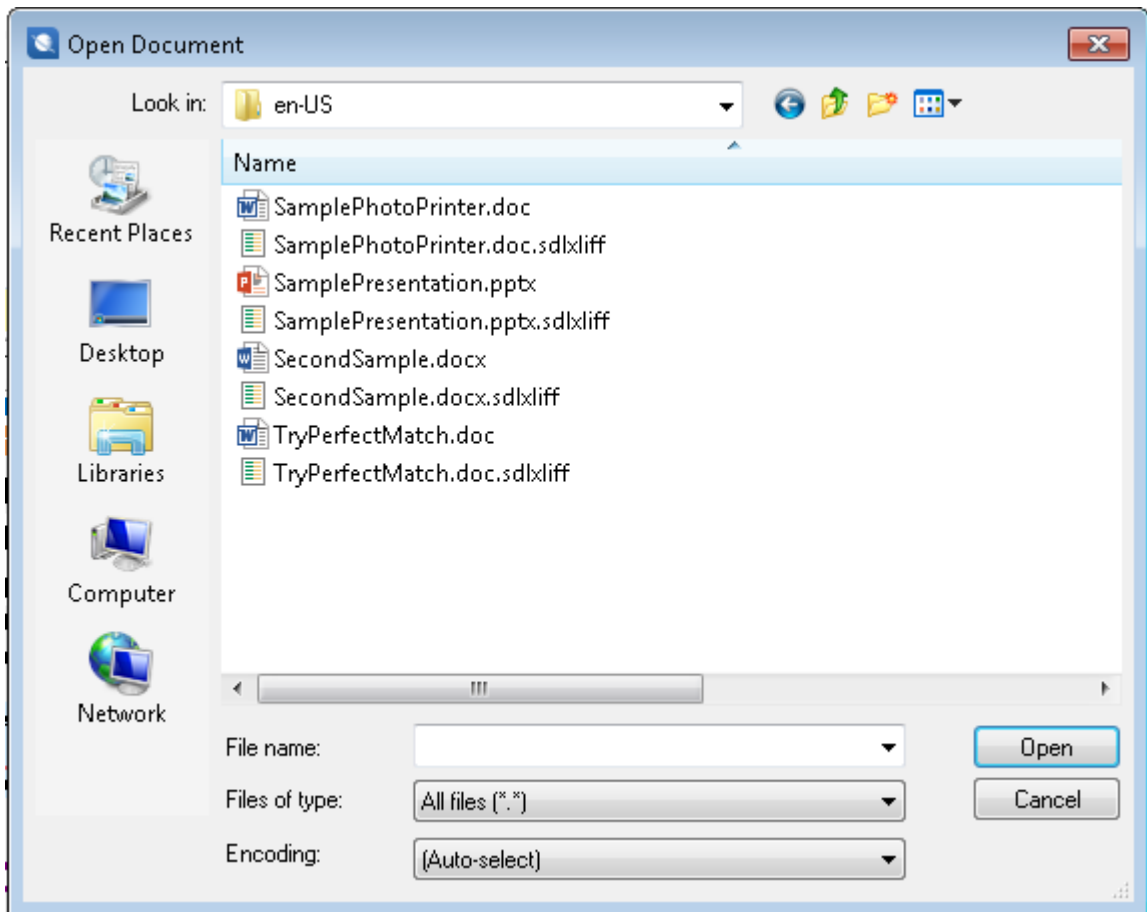 Open Document
Look in: en-US
Name
SamplePhotoPrinter.doc
SamplePhotoPrinter.doc.sdlxliff
SamplePresentation.pptx
SamplePresentation.pptx.sdlxliff
SecondSample.docx
SecondSample.docx.sdlxliff
TryPerfectMatch.doc
TryPerfectMatch.doc.sdlxliff
Recent Places
Desktop
Libraries
Computer
Network
File name: Open
Files of type: All files (*.*) Cancel
Encoding: (Auto-select)